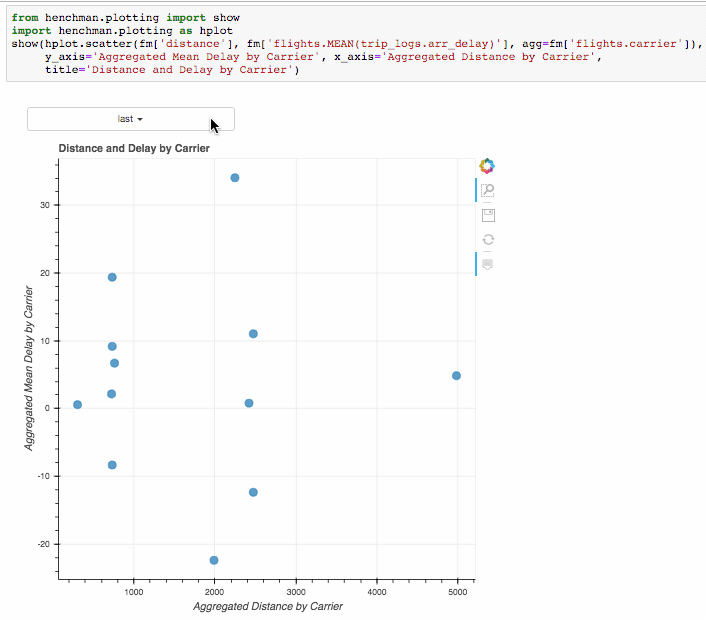 from henchman.plotting import show
import henchman.plotting as hplot
show(hplot.scatter(fm['distance'], fm['flights.MEAN(trip_logs.arr_delay)'], agg=fm['flights.carrier']),
y_axis='Aggregated Mean Delay by Carrier', x_axis='Aggregated Distance by Carrier',
title='Distance and Delay by Carrier')
last
Distance and Delay by Carrier
30
20
10
0
-10
-20
Aggregated Mean Delay by Carrier
1000 2000 3000 4000 5000
Aggregated Distance by Carrier